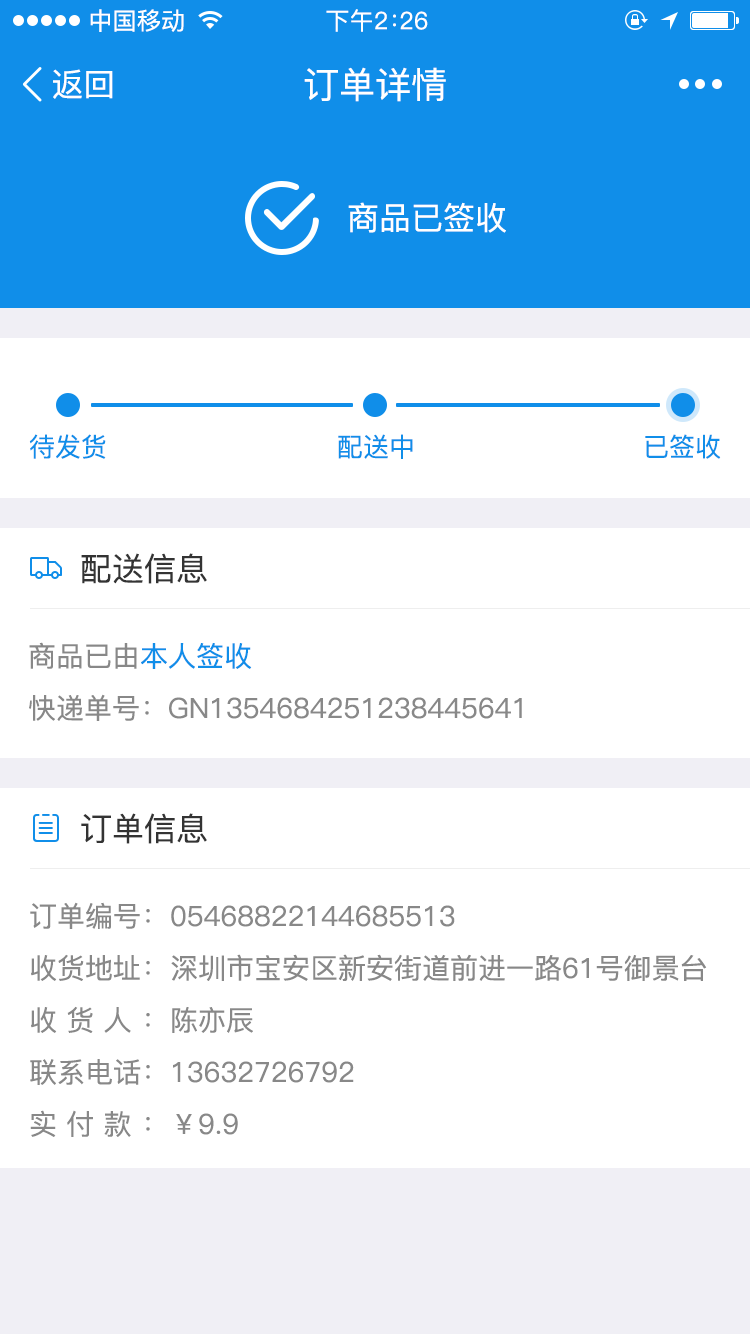 中国移动 下午2:26
返回 订单详情
商品已签收
待发货 配送中 已签收
配送信息
商品已由本人签收
快递单号：GN1354684251238445641
订单信息
订单编号：05468822144685513
收货地址：深圳市宝安区新安街道前进一路61号御景台
收货人：陈亦辰
联系电话：13632726792
实付款：￥9.9